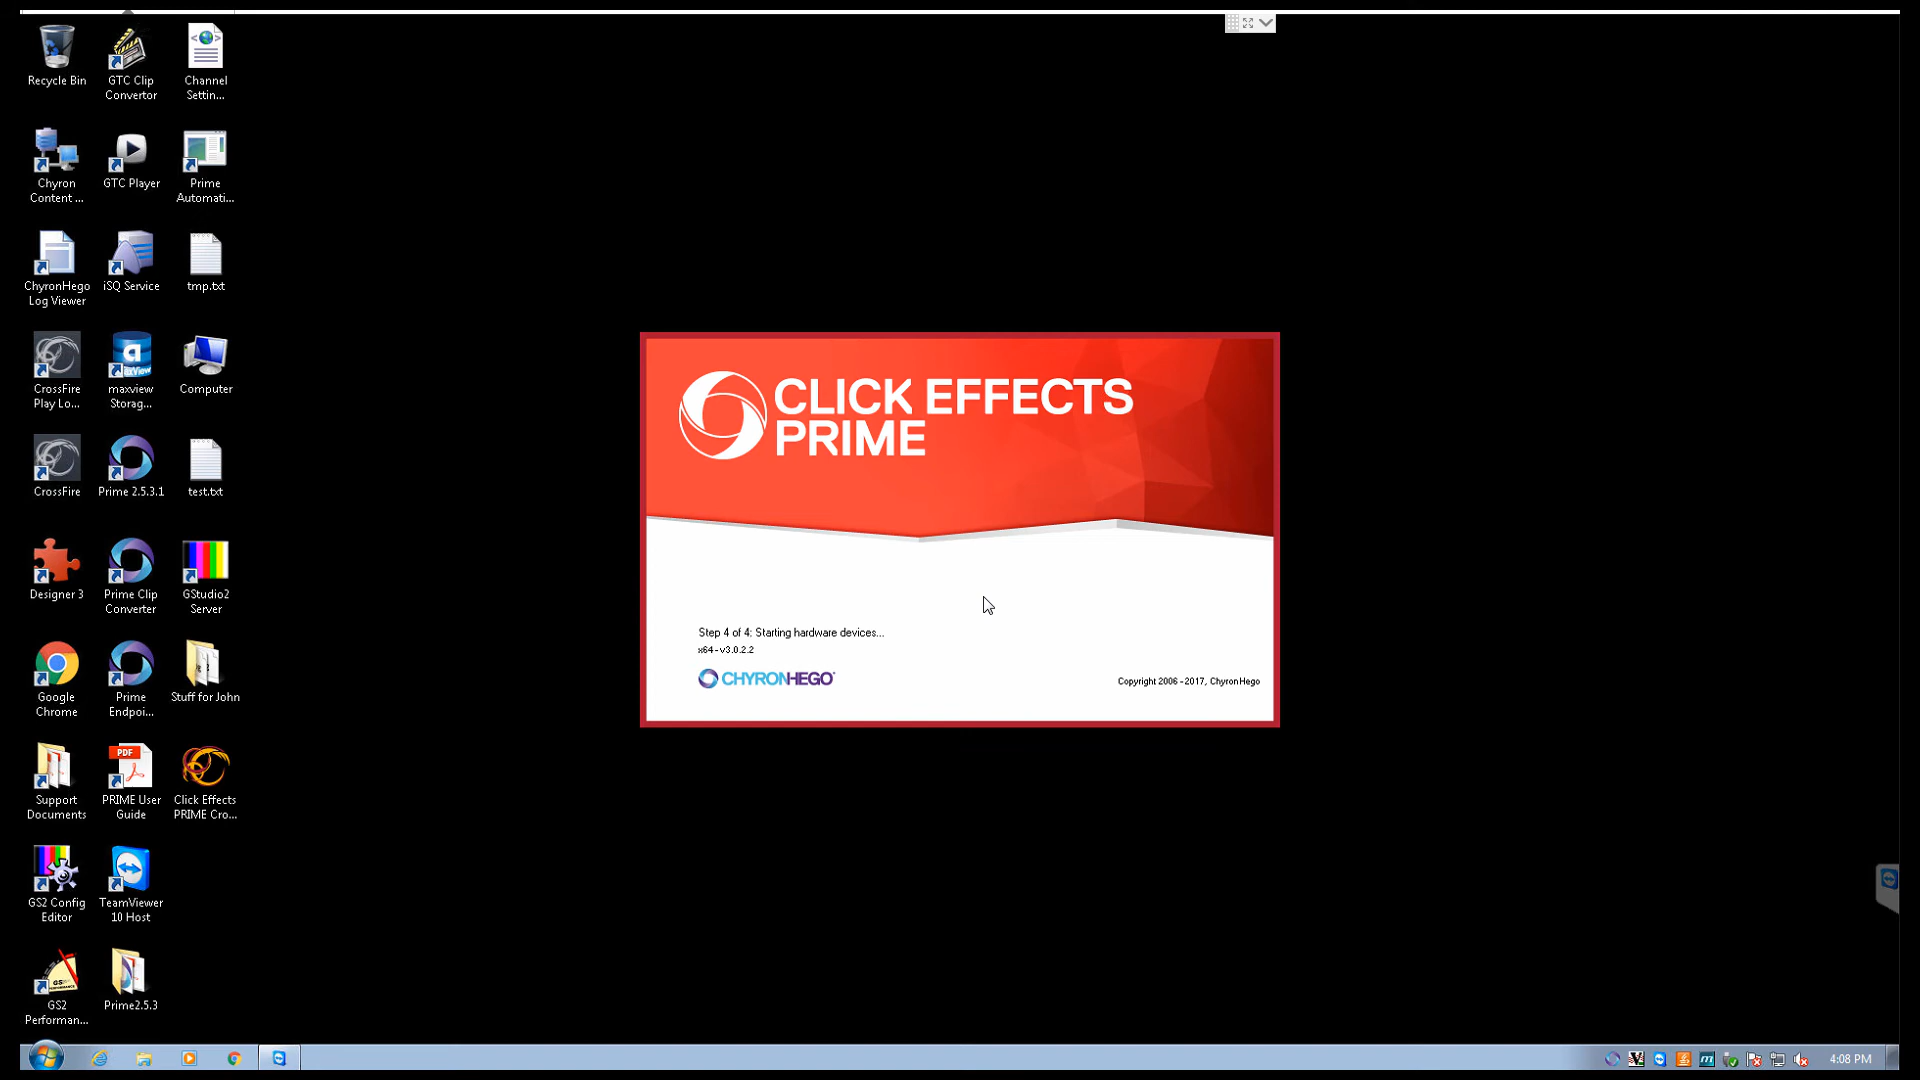 Recycle Bin
GTC Clip
Convertor
Channel
Settin...
Chyron
Content ...
GTC Player
Prime
Automati...
ChyronHego
Log Viewer
iSQ Service
tmp.txt
CrossFire
Play Lo...
maxview
Storag...
Computer
CrossFire
Prime 2.5.3.1
test.txt
Designer 3
Prime Clip
Converter
GStudio2
Server
Google
Chrome
Prime
Endpoi...
Stuff for John
Support
Documents
PDF
PRIME User
Guide
Click Effects
PRIME Cro...
GS2 Config
Editor
TeamViewer
10 Host
GS2
Performan...
Prime2.5.3
CLICK EFFECTS
PRIME
Step 4 of 4: Starting hardware devices...
x64 - v3.0.2.2
CHYRONHEGO
Copyright 2006 - 2017, ChyronHego
4:08 PM